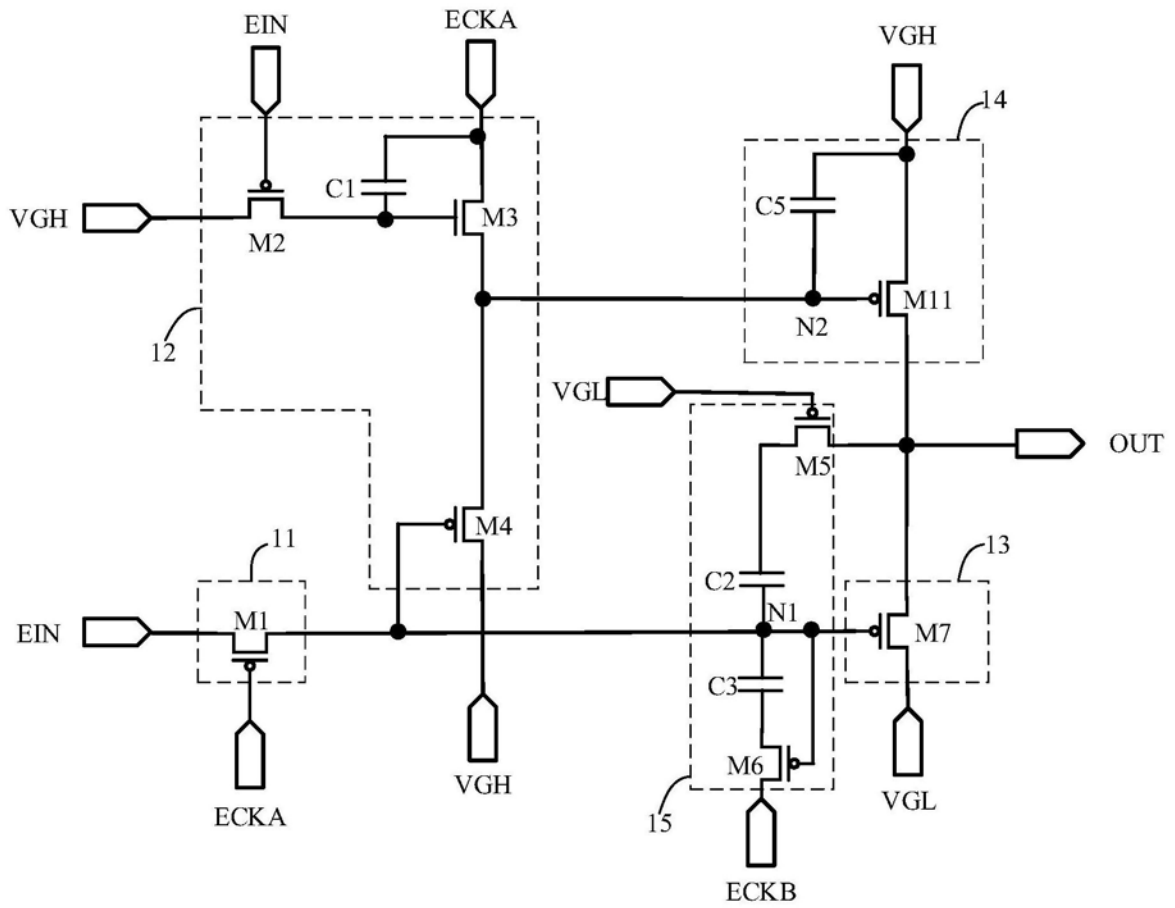 EIN
ECKA
VGH
14
C1
M3
C5
VGH
M2
M11
N2
12
VGL
M5
OUT
M4
11
C2
13
EIN
M1
N1
M7
C3
M6
ECKA
VGH
15
VGL
ECKB